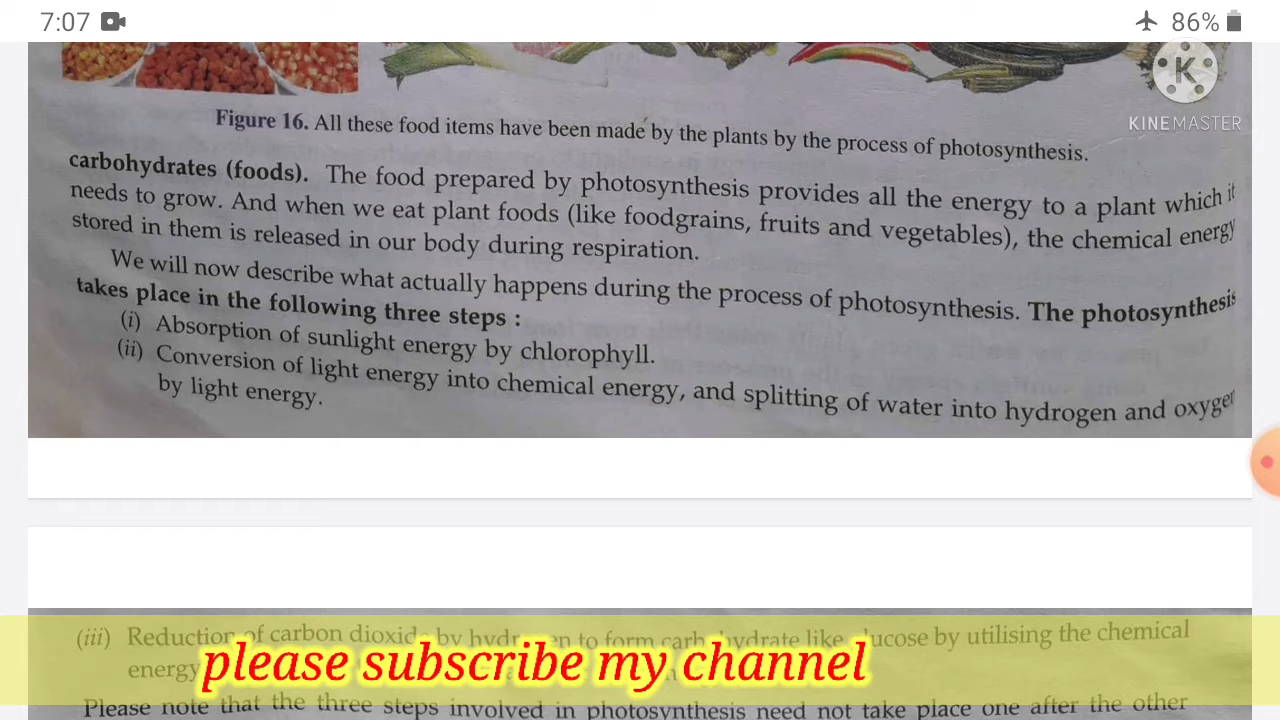 7:07
86%
K
KINEMASTER
Figure 16. All these food items have been made by the plants by the process of photosynthesis.
carbohydrates (foods). The food prepared by photosynthesis provides all the energy to a plant which it
needs to grow. And when we eat plant foods (like foodgrains, fruits and vegetables), the chemical energy
stored in them is released in our body during respiration.
We will now describe what actually happens during the process of photosynthesis. The photosynthesis
takes place in the following three steps :
(i) Absorption of sunlight energy by chlorophyll.
(ii) Conversion of light energy into chemical energy, and splitting of water into hydrogen and oxygen
by light energy.
(iii) Reduction of carbon dioxide by hydrogen to form carbohydrate like glucose by utilising the chemical
energy
please subscribe my channel
Please note that the three steps involved in photosynthesis need not take place one after the other